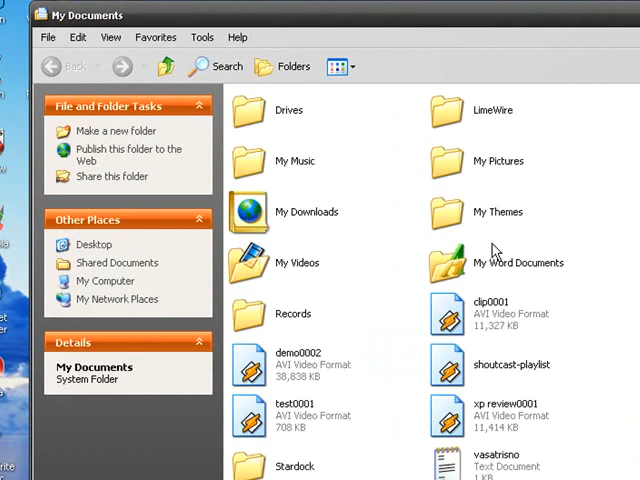 My Documents
File Edit View Favorites Tools Help
Back Search Folders
File and Folder Tasks
Make a new folder
Publish this folder to the
Web
Share this folder
Other Places
Desktop
Shared Documents
My Computer
My Network Places
Details
My Documents
System Folder
Drives
LimeWire
My Music
My Pictures
My Downloads
My Themes
My Videos
My Word Documents
Records
clip0001
AVI Video Format
11,327 KB
demo0002
AVI Video Format
38,838 KB
shoutcast-playlist
test0001
AVI Video Format
708 KB
xp review0001
AVI Video Format
11,414 KB
Stardock
vasatrisno
Text Document
1 KB